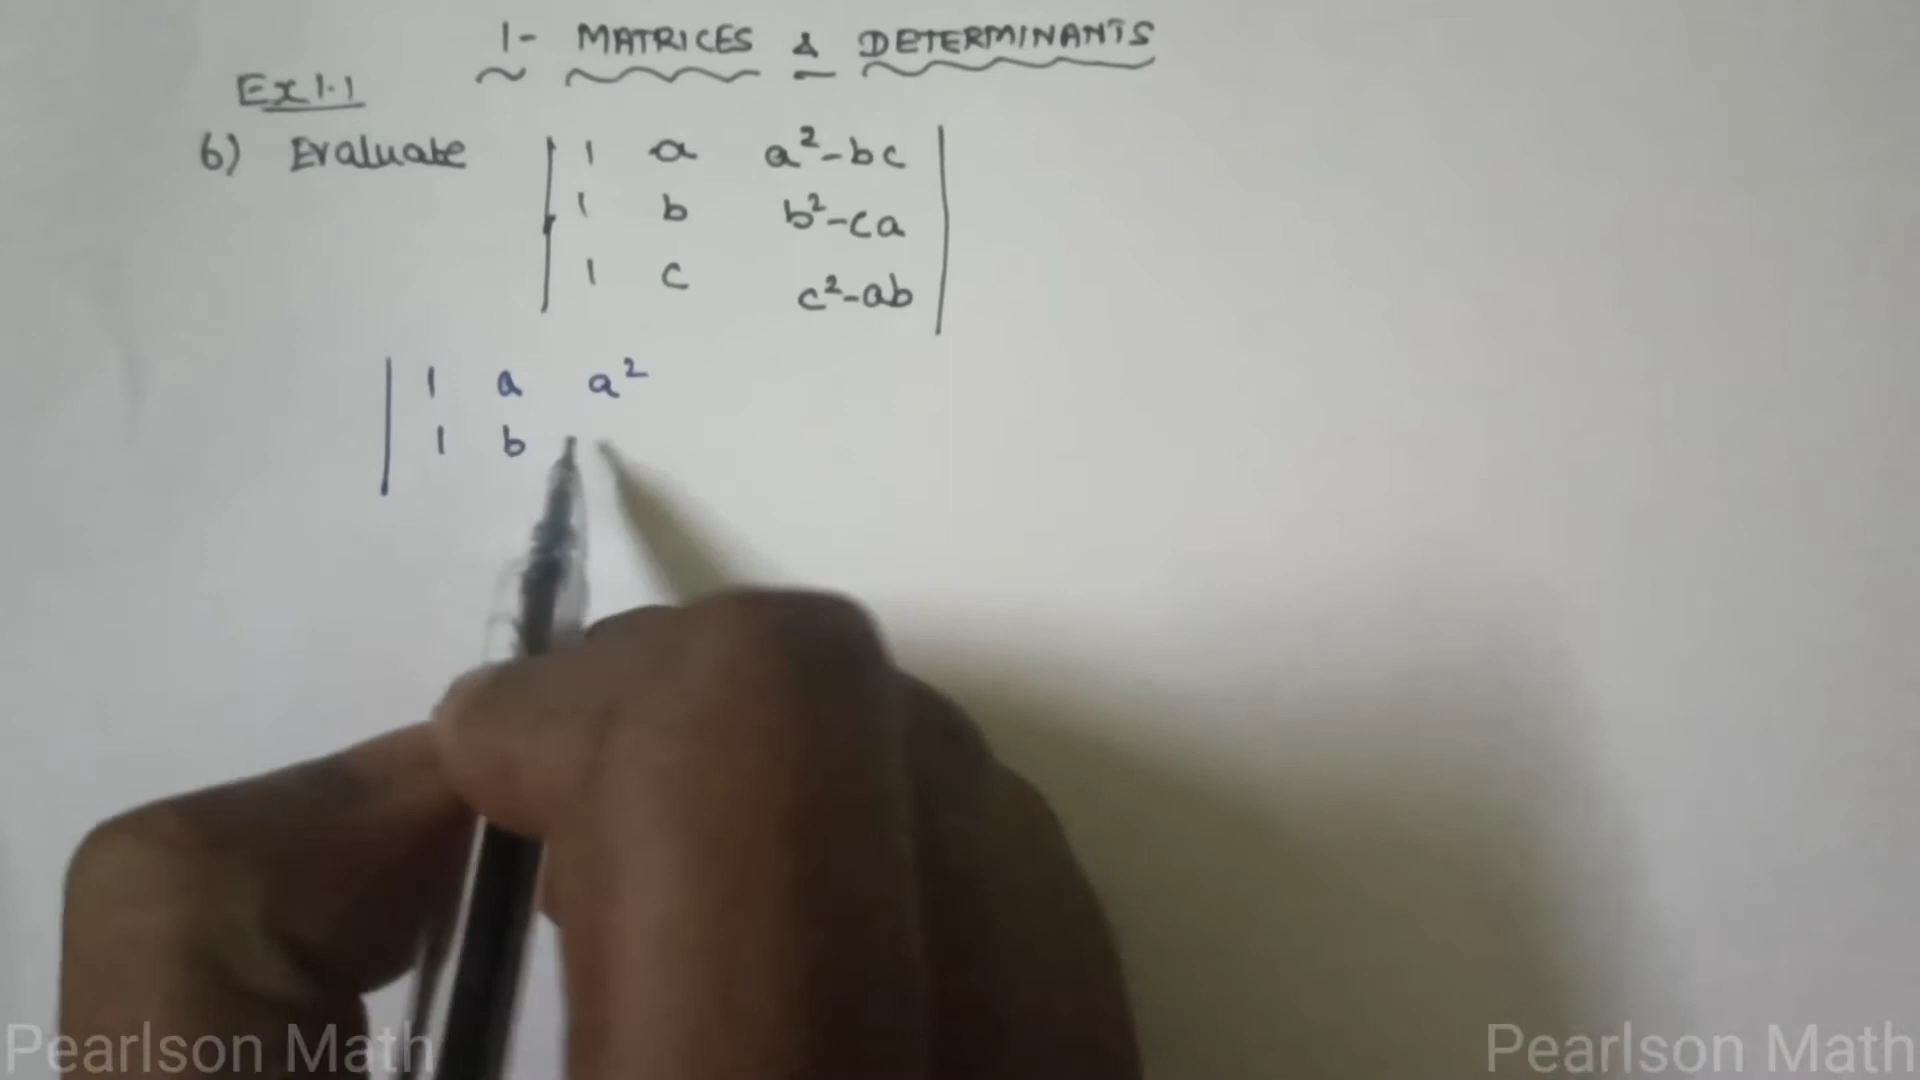 1- MATRICES & DETERMINANTS
Ex 1.1
6) Evaluate | 1 a a²-bc |
1 b b²-ca
1 c c²-ab
| 1 a a²
1 b
Pearlson Math Pearlson Math